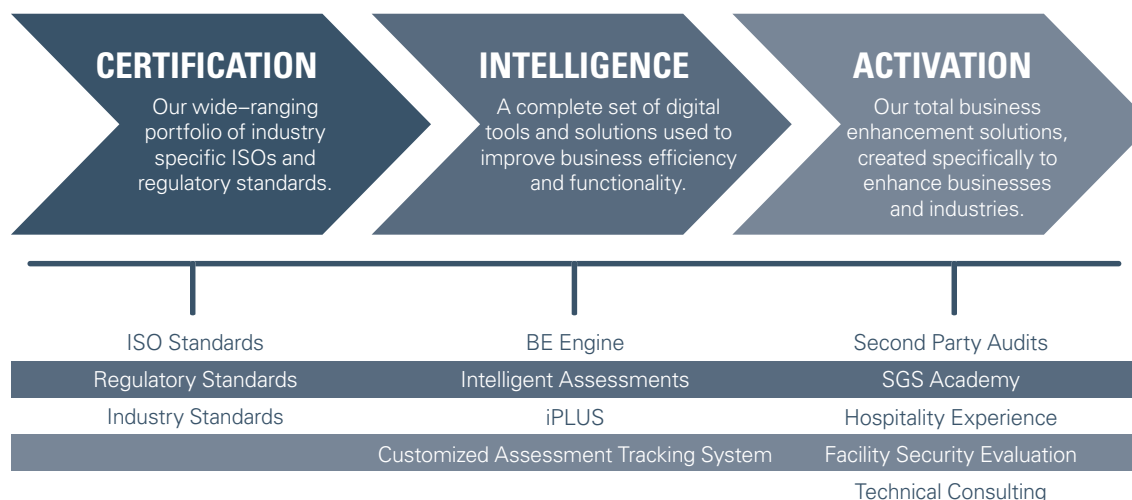 CERTIFICATION
Our wide–ranging
portfolio of industry
specific ISOs and
regulatory standards.
INTELLIGENCE
A complete set of digital
tools and solutions used to
improve business efficiency
and functionality.
ACTIVATION
Our total business
enhancement solutions,
created specifically to
enhance businesses
and industries.
ISO Standards
Regulatory Standards
Industry Standards
BE Engine
Intelligent Assessments
iPLUS
Customized Assessment Tracking System
Second Party Audits
SGS Academy
Hospitality Experience
Facility Security Evaluation
Technical Consulting